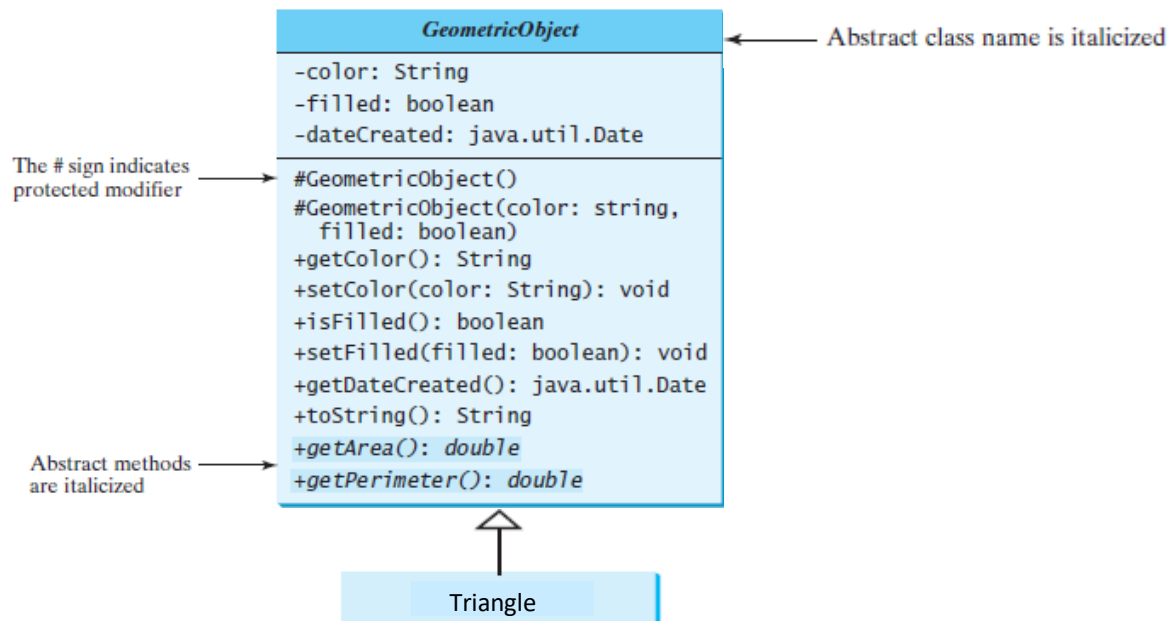 GeometricObject
Abstract class name is italicized
-color: String
-filled: boolean
-dateCreated: java.util.Date
The # sign indicates
protected modifier
#GeometricObject()
#GeometricObject(color: string,
filled: boolean)
+getColor(): String
+setColor(color: String): void
+isFilled(): boolean
+setFilled(filled: boolean): void
+getDateCreated(): java.util.Date
+toString(): String
Abstract methods
are italicized
+getArea(): double
+getPerimeter(): double
Triangle